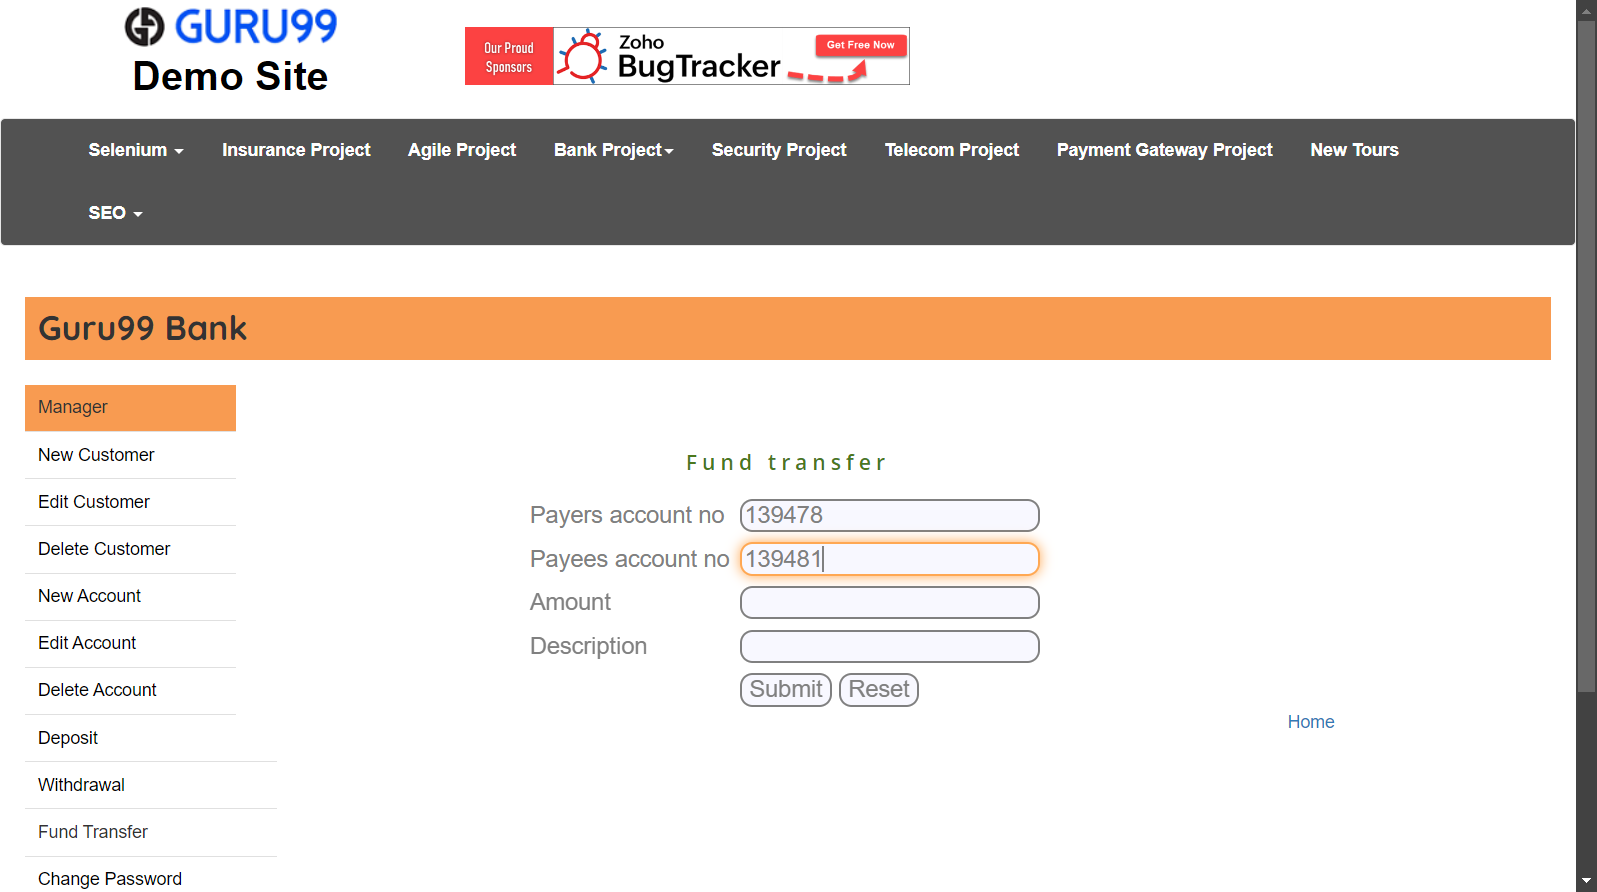 GURU99
Demo Site
Our Proud
Sponsors
Zoho
BugTracker
Get Free Now
Selenium
Insurance Project
Agile Project
Bank Project
Security Project
Telecom Project
Payment Gateway Project
New Tours
SEO
Guru99 Bank
Manager
New Customer
Edit Customer
Delete Customer
New Account
Edit Account
Delete Account
Deposit
Withdrawal
Fund Transfer
Change Password
Fund transfer
Payers account no 139478
Payees account no 139481
Amount
Description
Submit Reset
Home